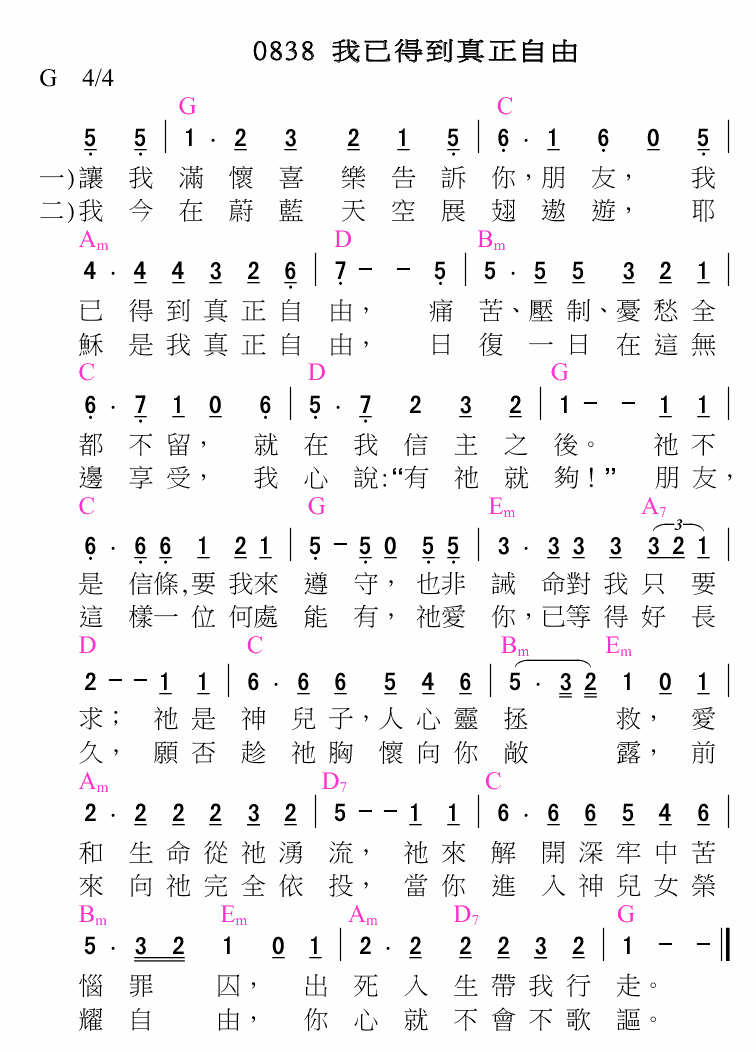 0838 我已得到真正自由
G 4/4
G C
5 5 | 1 · 2 3 2 1 5 | 6 · 1 6 0 5 |
一)讓我滿懷喜樂告訴你,朋友, 我
二)我今在蔚藍天空展翅遨遊, 耶
Am D Bm
4 · 4 4 3 2 6 | 7 - - 5 | 5 · 5 5 3 2 1 |
已得到真正自由, 痛苦、壓制、憂愁全
穌是我真正自由, 日復一日在這無
C D G
6 · 7 1 0 6 | 5 · 7 2 3 2 | 1 - - 1 1 |
都不留, 就在我信主之後。 祂不
邊享受, 我心說:“有祂就夠!” 朋友,
C G Em A7
6 · 6 6 1 2 1 | 5 - 5 0 5 5 | 3 · 3 3 3 3 2 1 |
3
是信條,要我來遵守, 也非誡命對我只要
這樣一位何處能有, 祂愛你,已等得好長
D C Bm Em
2 - - 1 1 | 6 · 6 6 5 4 6 | 5 · 3 2 1 0 1 |
求; 祂是神兒子,人心靈拯救, 愛
久, 願否趁祂胸懷向你敞露, 前
Am D7 C
2 · 2 2 2 3 2 | 5 - - 1 1 | 6 · 6 6 5 4 6 |
和生命從祂湧流, 祂來解開深牢中苦
來向祂完全依投, 當你進入神兒女榮
Bm Em Am D7 G
5 · 3 2 1 0 1 | 2 · 2 2 2 3 2 | 1 - - ‖
惱罪囚, 出死入生帶我行走。
耀自由, 你心就不會不歌謳。